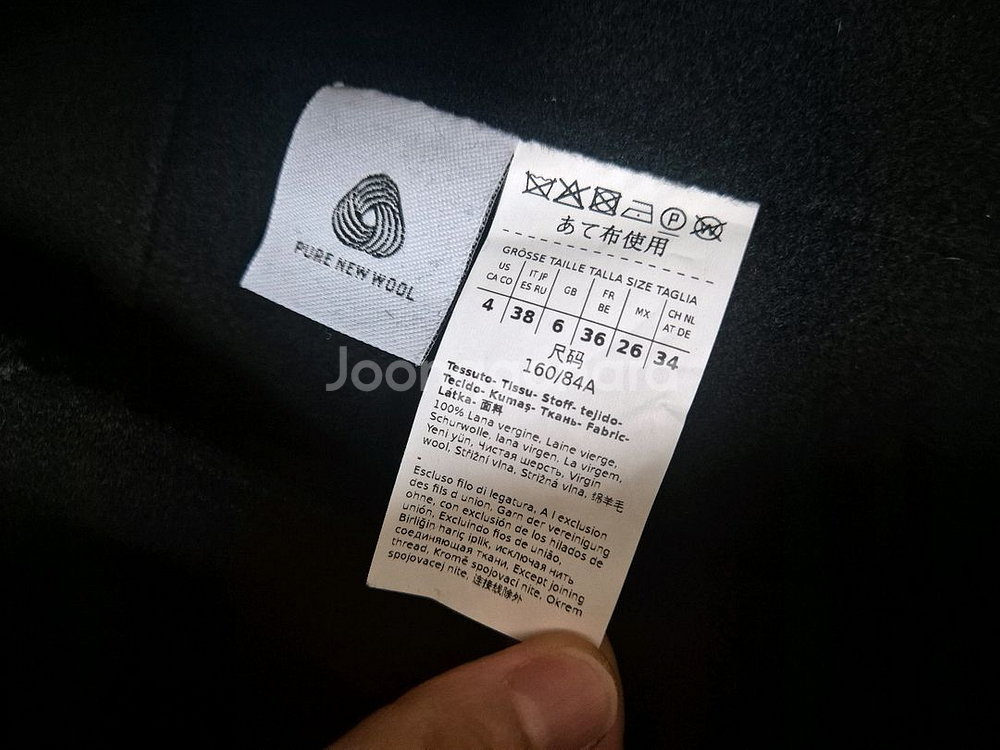 PURE NEW WOOL
P
W
あて布使用
GRÖSSE TAILLE TALLA SIZE TAGLIA
US CA CO
IT JP ES RU
GB
FR BE
MX
CH NL AT DE
4 38 6 36 26 34
尺码
160/84A
Tessuto- Tissu- Stoff- tejido-
Tecido- Kumaş- Ткань- Fabric-
Látka- 面料
100% Lana vergine, Laine vierge,
Schurwolle, lana virgen, La virgem,
Yeni yün, Чистая шерсть, Virgin
wool, Střižní vlna, Strižná vlna, 绵羊毛
-
Escluso filo di legatura, A l exclusion
des fils d union, Garn der vereinigung
ohne, con exclusión de los hilados de
unión, Excluindo fios de união,
Birliğin hariç iplik, исключая нить
соединяющая ткани, Except joining
thread, Kromě spojovací nite, Okrem
spojovacej nite, 连接线除外